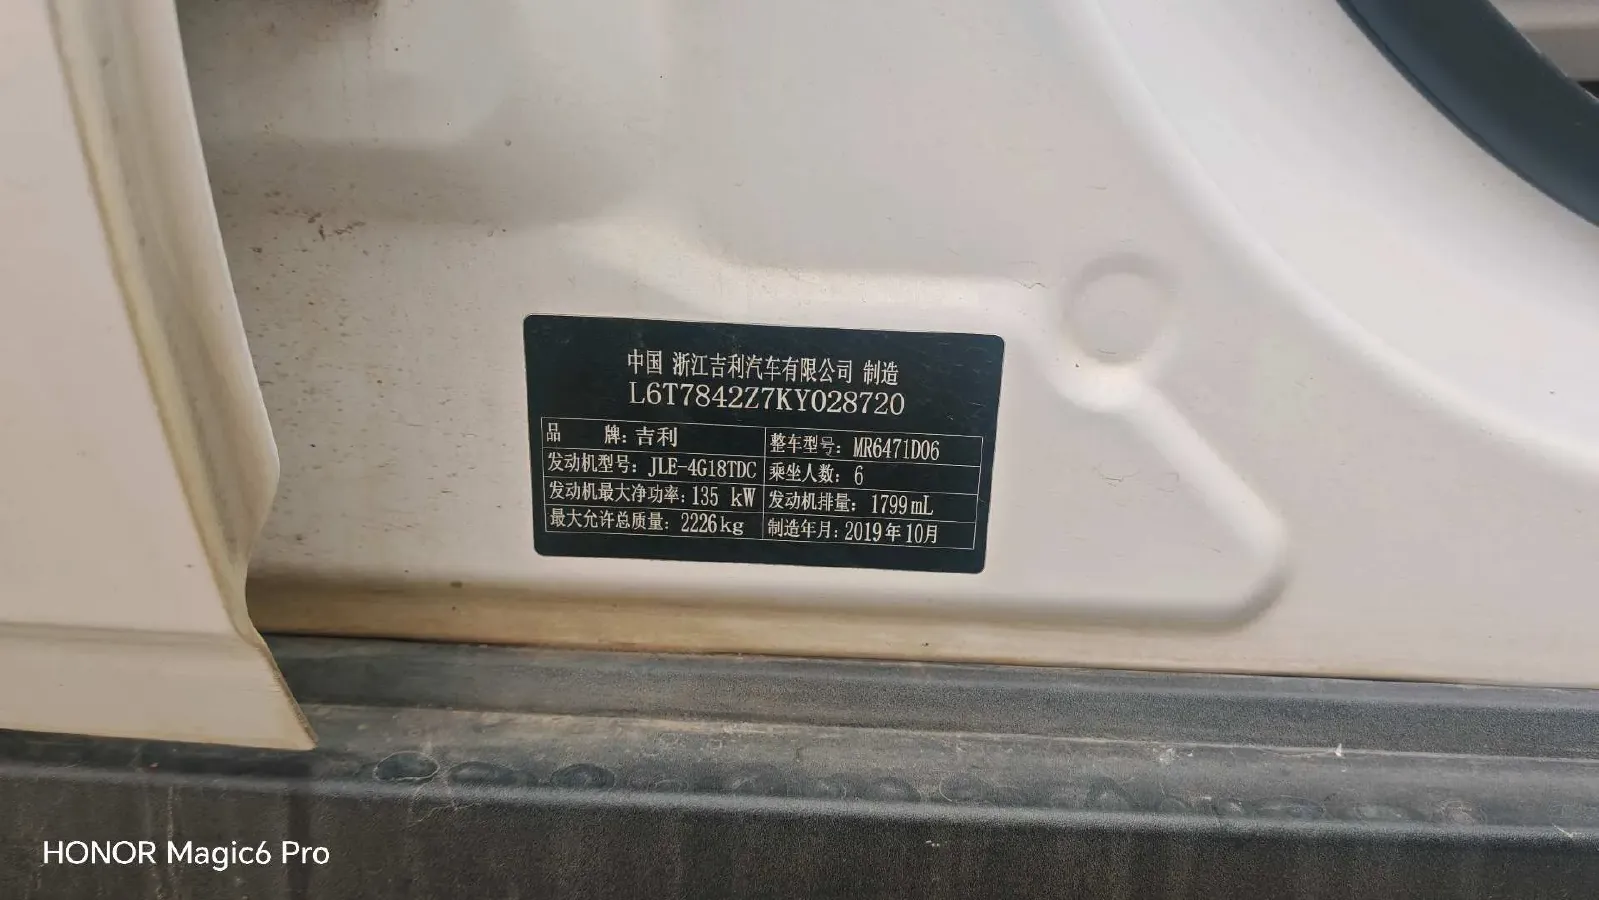 中国 浙江吉利汽车有限公司 制造
L6T7842Z7KY028720
品 牌：吉利 整车型号：MR6471D06
发动机型号：JLE-4G18TDC 乘坐人数：6
发动机最大净功率：135 kW 发动机排量：1799mL
最大允许总质量：2226kg 制造年月：2019年10月
HONOR Magic6 Pro